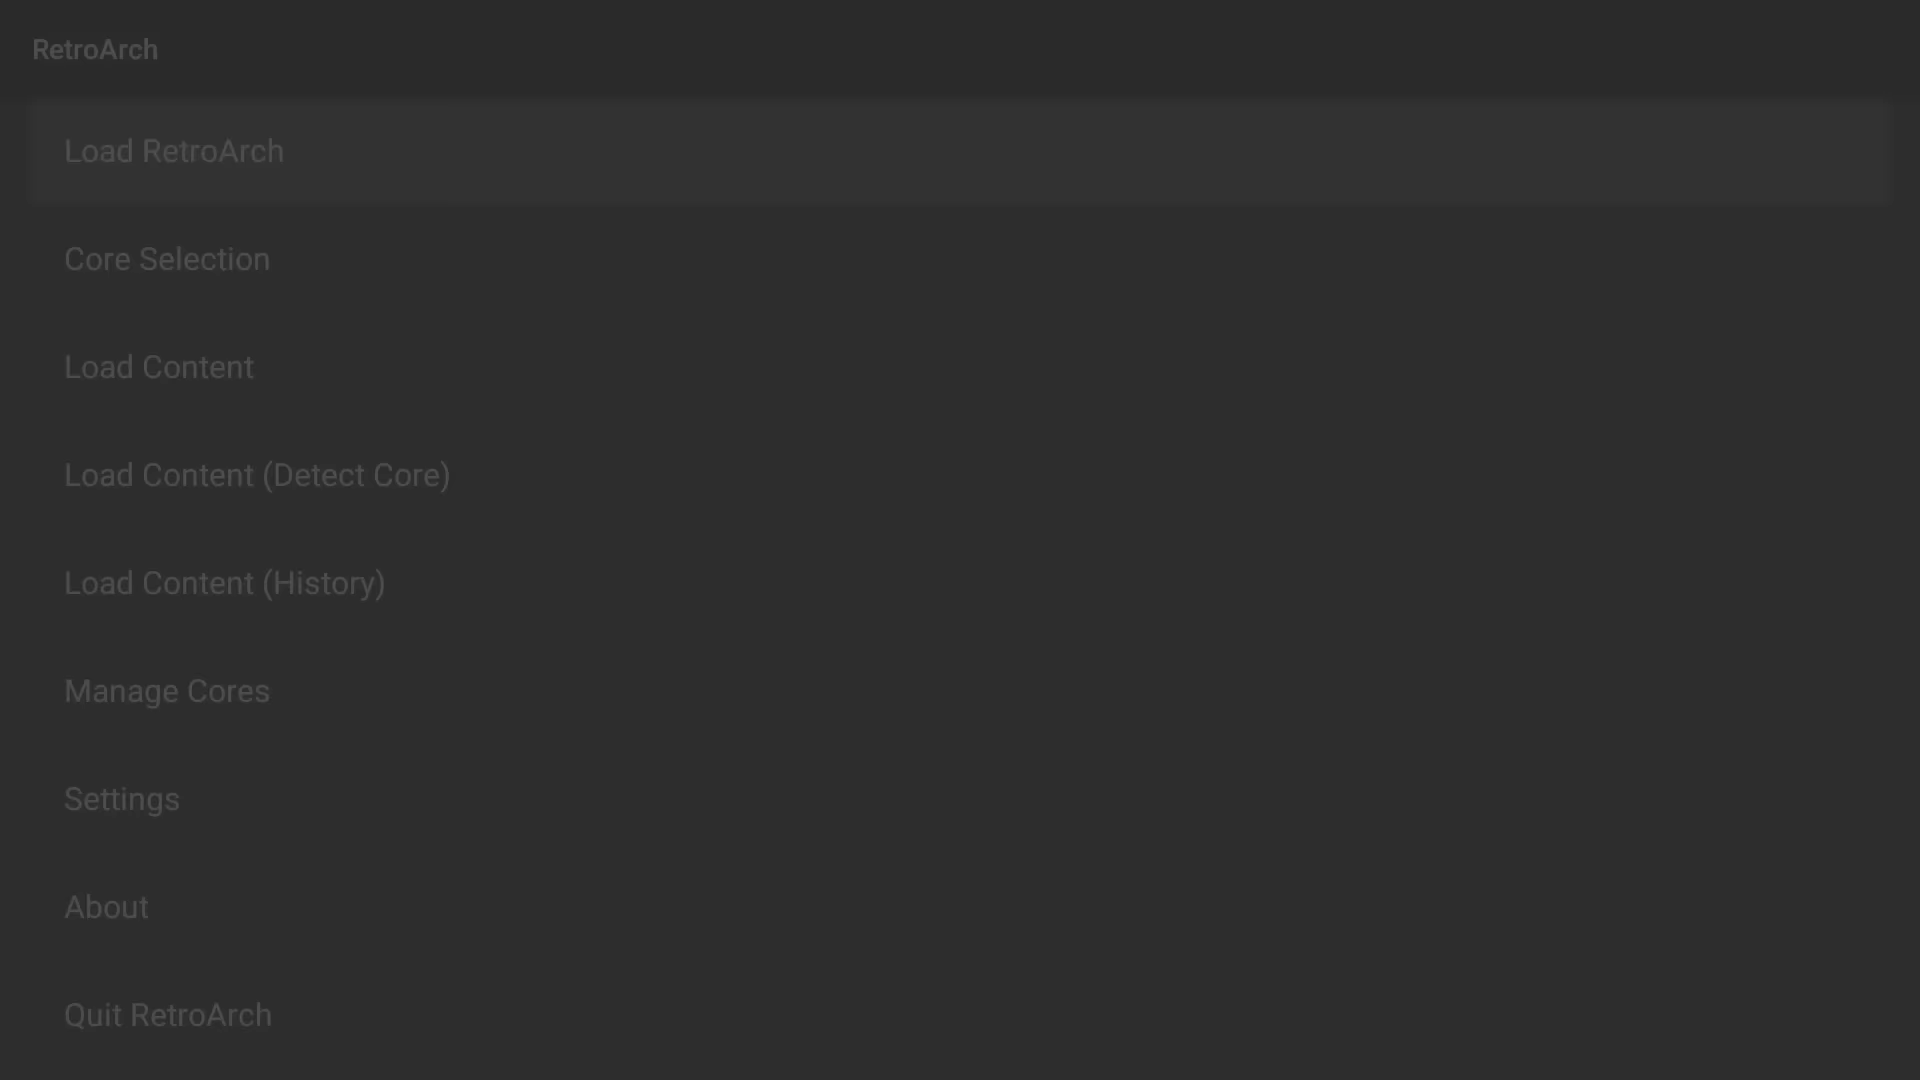 RetroArch
Load RetroArch
Core Selection
Load Content
Load Content (Detect Core)
Load Content (History)
Manage Cores
Settings
About
Quit RetroArch